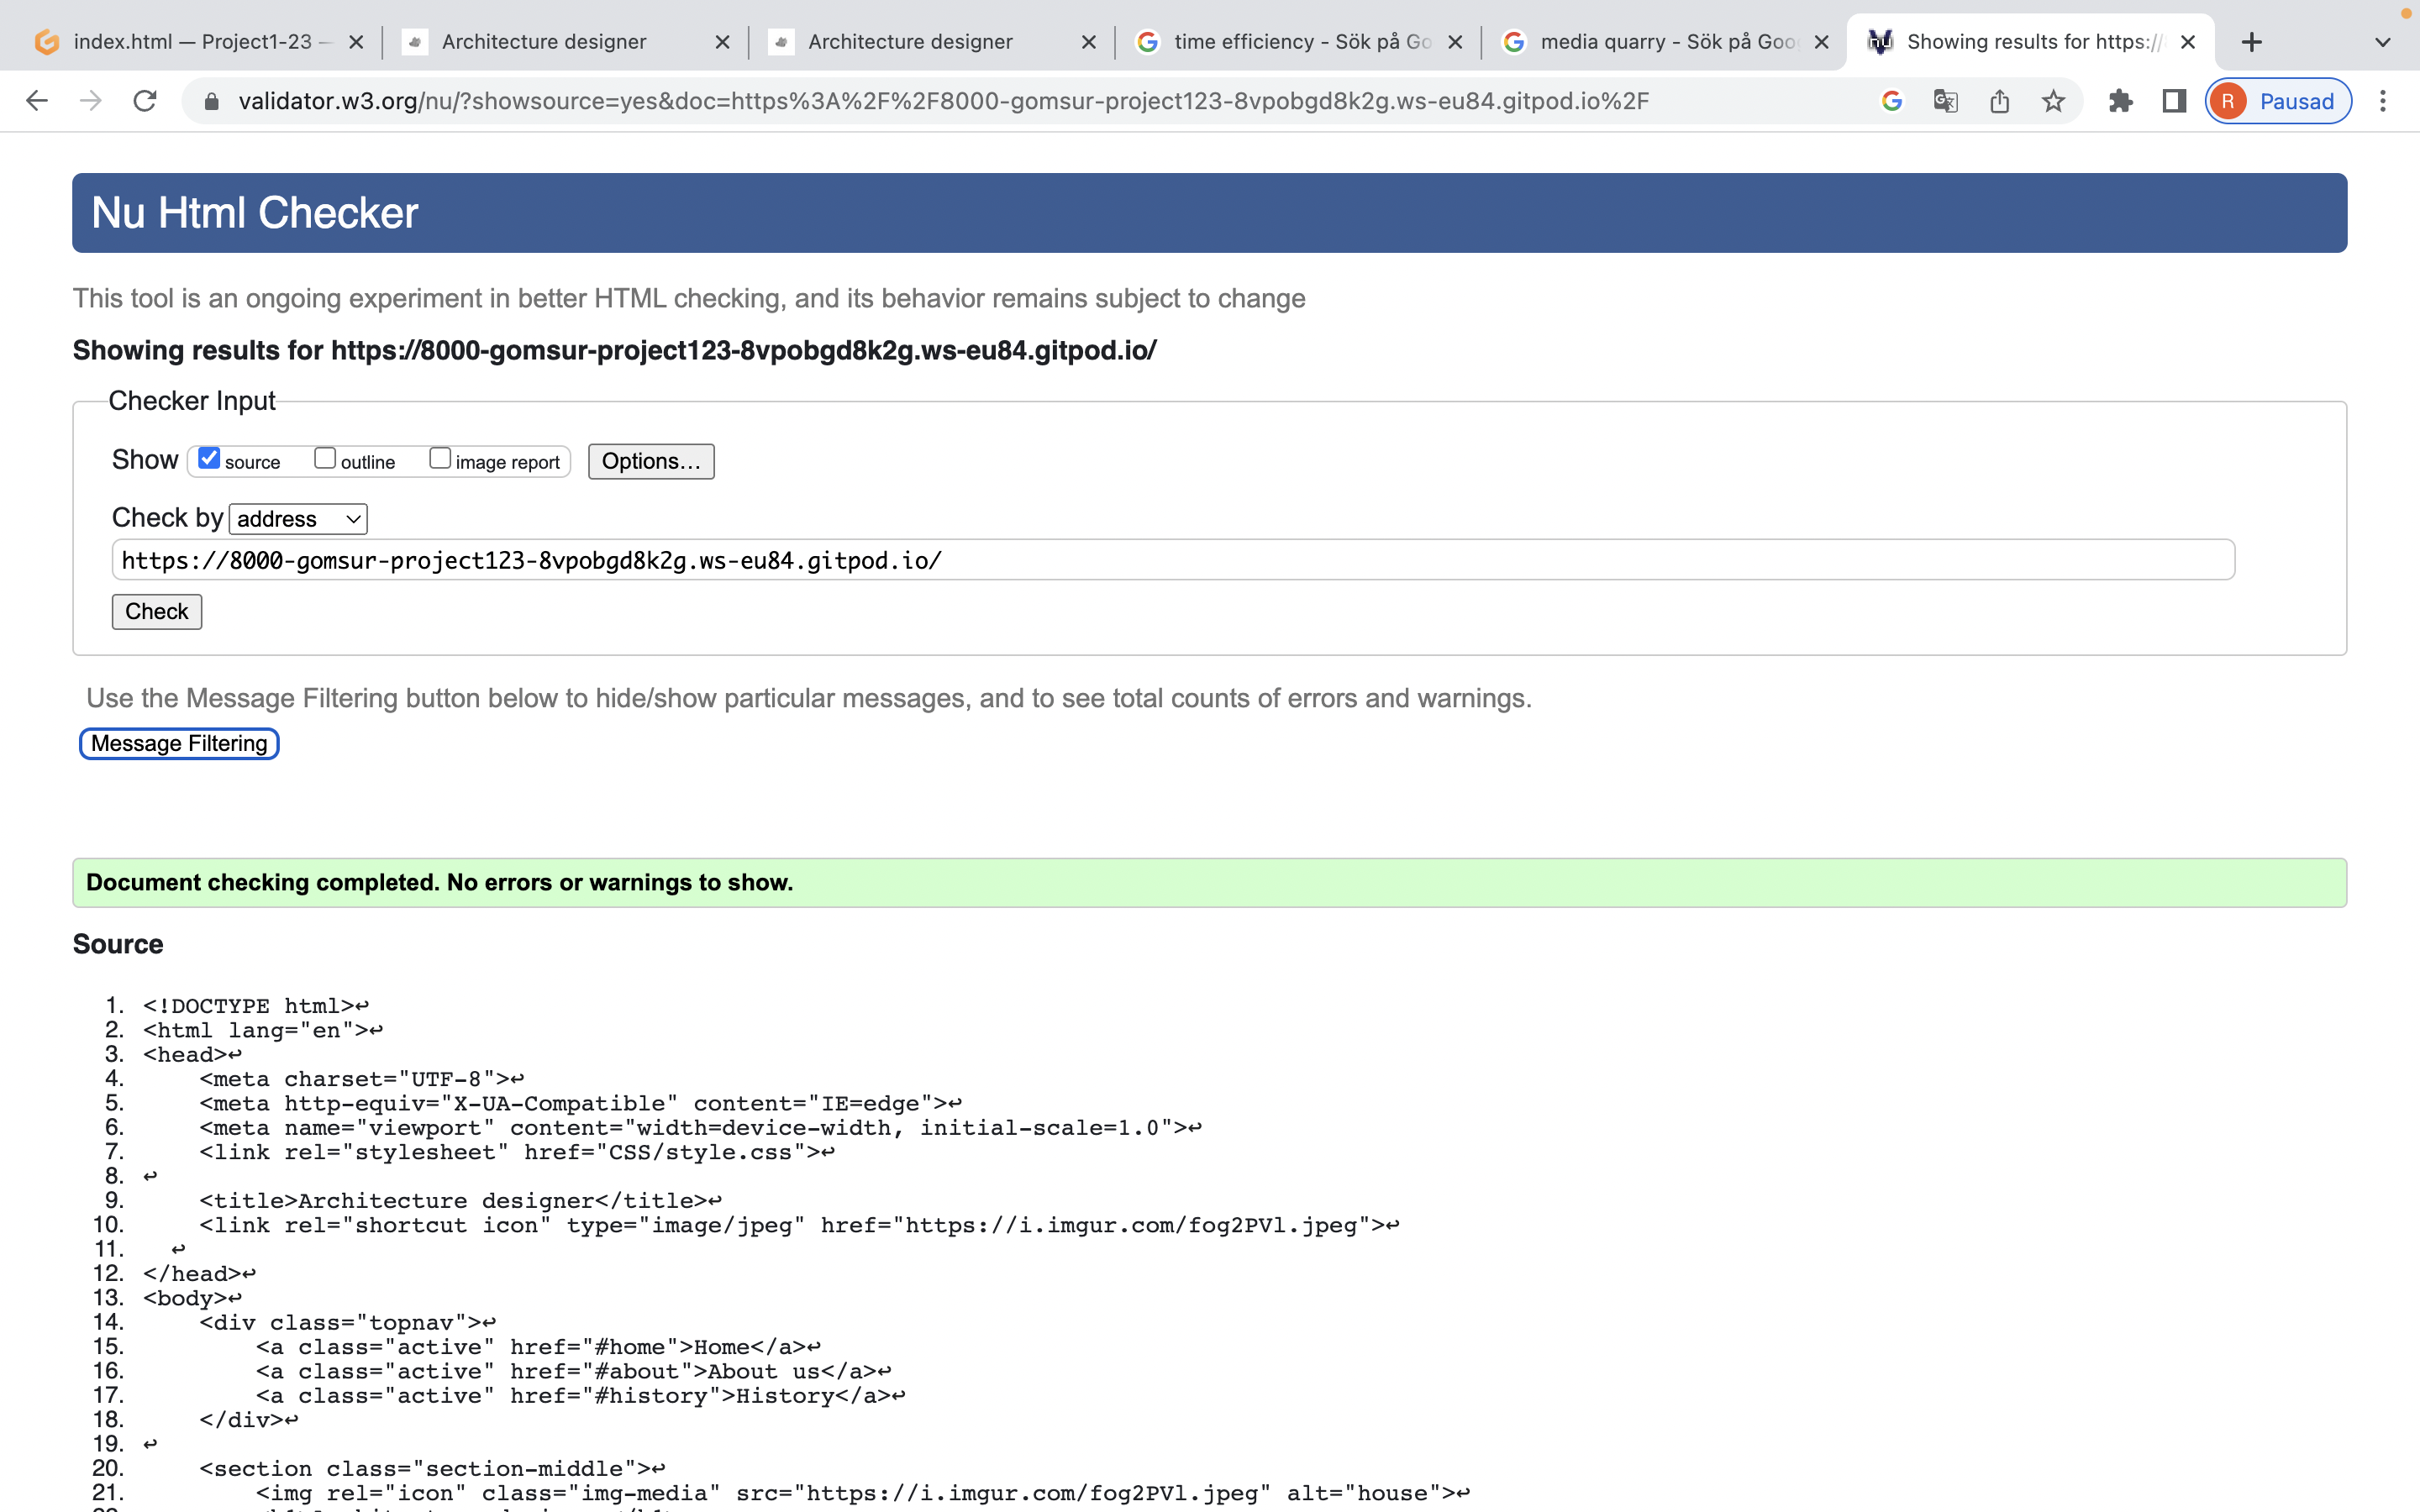 index.html — Project1-23 —
Architecture designer
Architecture designer
time efficiency - Sök på Go
media quarry - Sök på Goo
Showing results for https://
validator.w3.org/nu/?showsource=yes&doc=https%3A%2F%2F8000-gomsur-project123-8vpobgd8k2g.ws-eu84.gitpod.io%2F
R Pausad
Nu Html Checker
This tool is an ongoing experiment in better HTML checking, and its behavior remains subject to change
Showing results for https://8000-gomsur-project123-8vpobgd8k2g.ws-eu84.gitpod.io/
Checker Input
Show source outline image report Options...
Check by address
https://8000-gomsur-project123-8vpobgd8k2g.ws-eu84.gitpod.io/
Check
Use the Message Filtering button below to hide/show particular messages, and to see total counts of errors and warnings.
Message Filtering
Document checking completed. No errors or warnings to show.
Source
1. <!DOCTYPE html>↩
2. <html lang="en">↩
3. <head>↩
4. <meta charset="UTF-8">↩
5. <meta http-equiv="X-UA-Compatible" content="IE=edge">↩
6. <meta name="viewport" content="width=device-width, initial-scale=1.0">↩
7. <link rel="stylesheet" href="CSS/style.css">↩
8. ↩
9. <title>Architecture designer</title>↩
10. <link rel="shortcut icon" type="image/jpeg" href="https://i.imgur.com/fog2PVl.jpeg">↩
11. ↩
12. </head>↩
13. <body>↩
14. <div class="topnav">↩
15. <a class="active" href="#home">Home</a>↩
16. <a class="active" href="#about">About us</a>↩
17. <a class="active" href="#history">History</a>↩
18. </div>↩
19. ↩
20. <section class="section-middle">↩
21. <img rel="icon" class="img-media" src="https://i.imgur.com/fog2PVl.jpeg" alt="house">↩